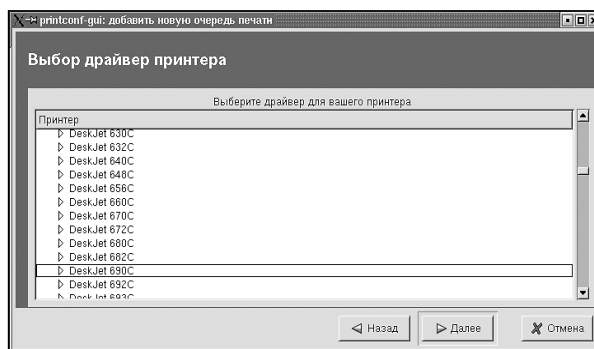 printconf-gui: добавить новую очередь печати
Выбор драйвер принтера
Выберите драйвер для вашего принтера
Принтер
DeskJet 630C
DeskJet 632C
DeskJet 640C
DeskJet 648C
DeskJet 656C
DeskJet 660C
DeskJet 670C
DeskJet 672C
DeskJet 680C
DeskJet 682C
DeskJet 690C
DeskJet 692C
DeskJet 693C
Назад
Далее
Отмена